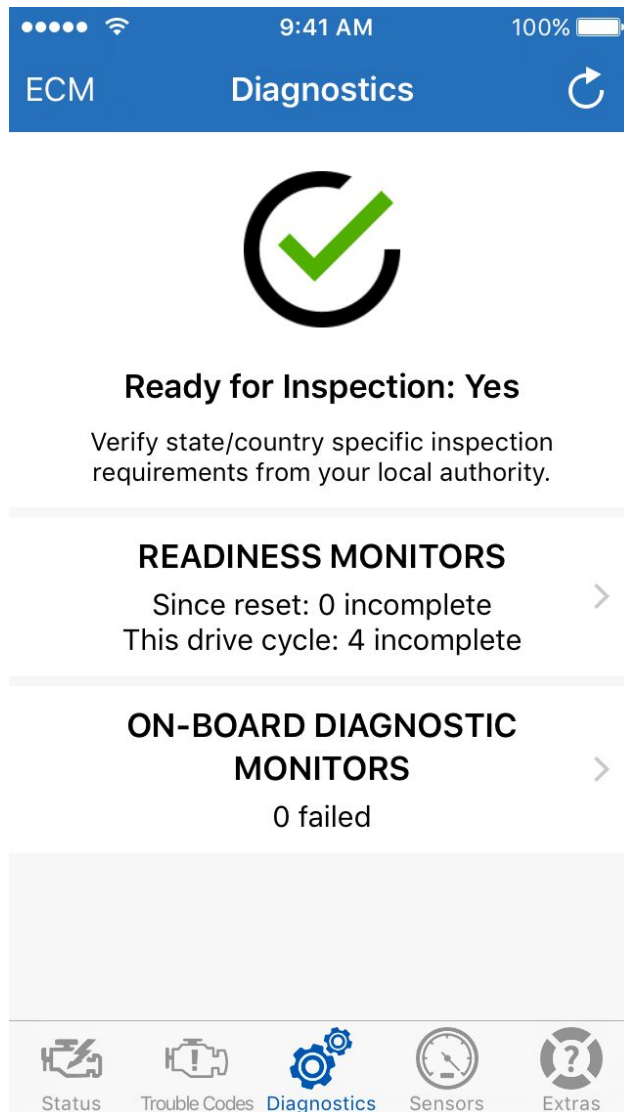 9:41 AM
100%
ECM
Diagnostics
Ready for Inspection: Yes
Verify state/country specific inspection
requirements from your local authority.
READINESS MONITORS
Since reset: 0 incomplete
This drive cycle: 4 incomplete
ON-BOARD DIAGNOSTIC
MONITORS
0 failed
Status
Trouble Codes
Diagnostics
Sensors
Extras